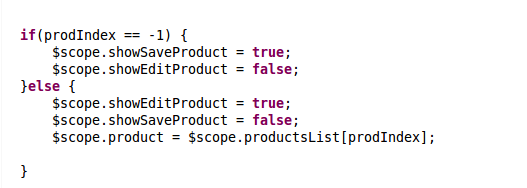 if(prodIndex == -1) {
    $scope.showSaveProduct = true;
    $scope.showEditProduct = false;
}else {
    $scope.showEditProduct = true;
    $scope.showSaveProduct = false;
    $scope.product = $scope.productsList[prodIndex];
}